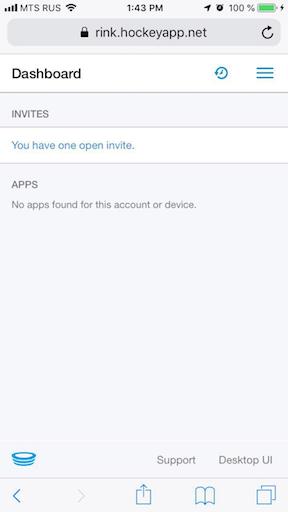 MTS RUS 1:43 PM 100 %
rink.hockeyapp.net
Dashboard
INVITES
You have one open invite.
APPS
No apps found for this account or device.
Support Desktop UI